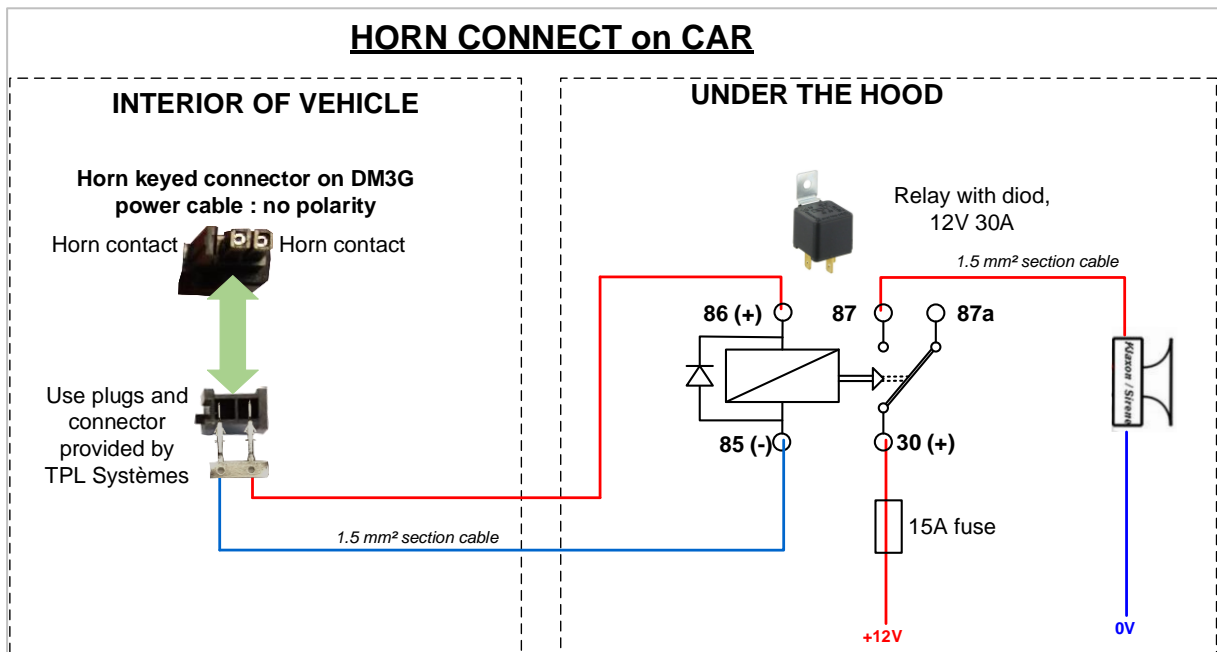 HORN CONNECT on CAR
INTERIOR OF VEHICLE
UNDER THE HOOD
Horn keyed connector on DM3G
power cable : no polarity
Horn contact
Horn contact
Relay with diod,
12V 30A
1.5 mm² section cable
86 (+)
87
87a
Klaxon / Sirene
Use plugs and
connector
provided by
TPL Systèmes
85 (-)
30 (+)
15A fuse
1.5 mm² section cable
+12V
0V